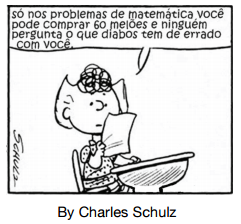 só nos problemas de matemática você
pode comprar 60 melões e ninguém
pergunta o que diabos tem de errado
com você.
SCHULZ
By Charles Schulz